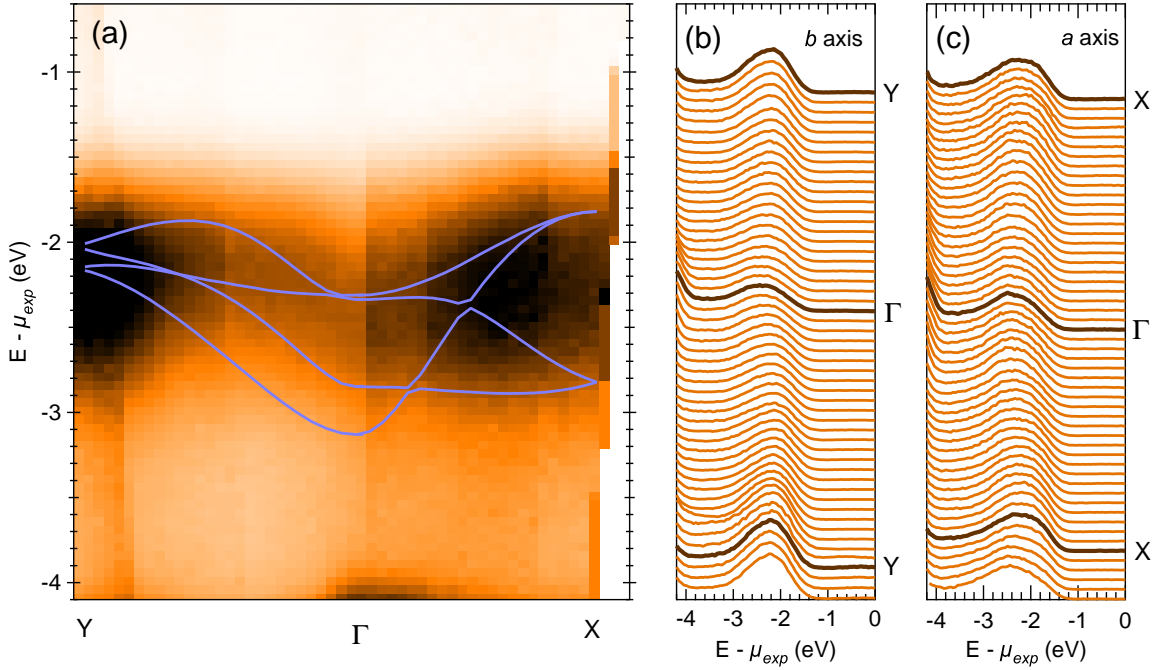 (a)
-1
-2
-3
-4
E - μexp (eV)
Y
Γ
X
(b)
b axis
Y
Γ
Y
-4
-3
-2
-1
0
E - μexp (eV)
(c)
a axis
X
Γ
X
-4
-3
-2
-1
0
E - μexp (eV)